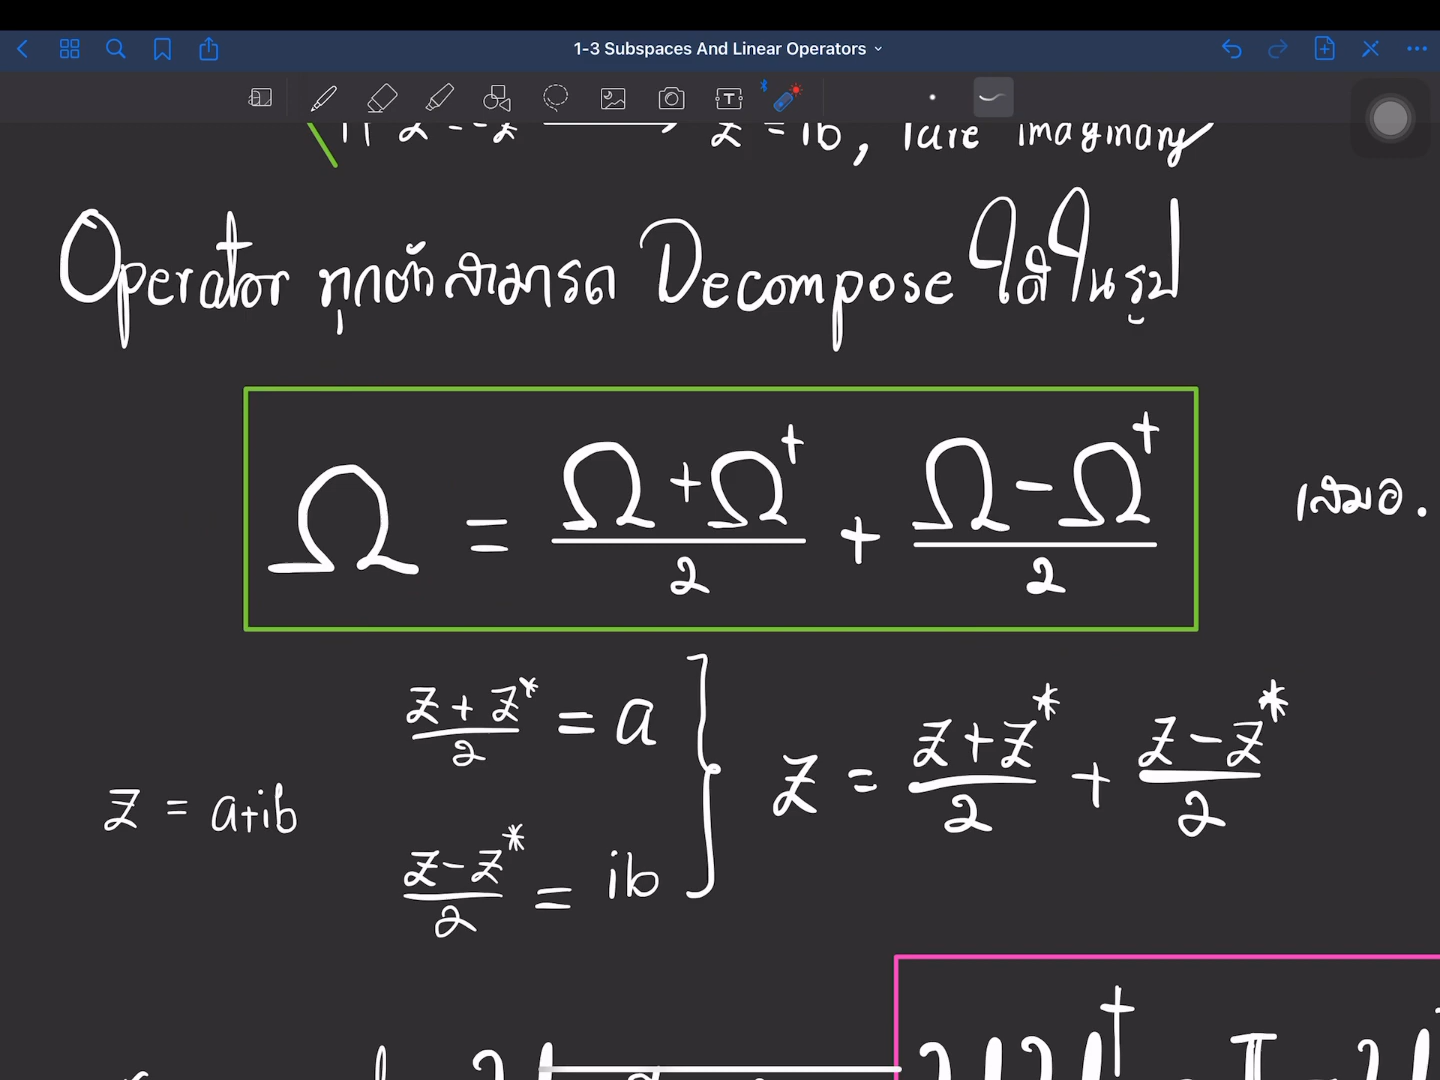 1-3 Subspaces And Linear Operators
z = ib, Pure imaginary
Operator ทุกตัวสามารถ Decompose ได้ในรูป
Ω = (Ω + Ω†)/2 + (Ω - Ω†)/2 เสมอ.
z = a+ib
(z + z*)/2 = a
(z - z*)/2 = ib
z = (z + z*)/2 + (z - z*)/2